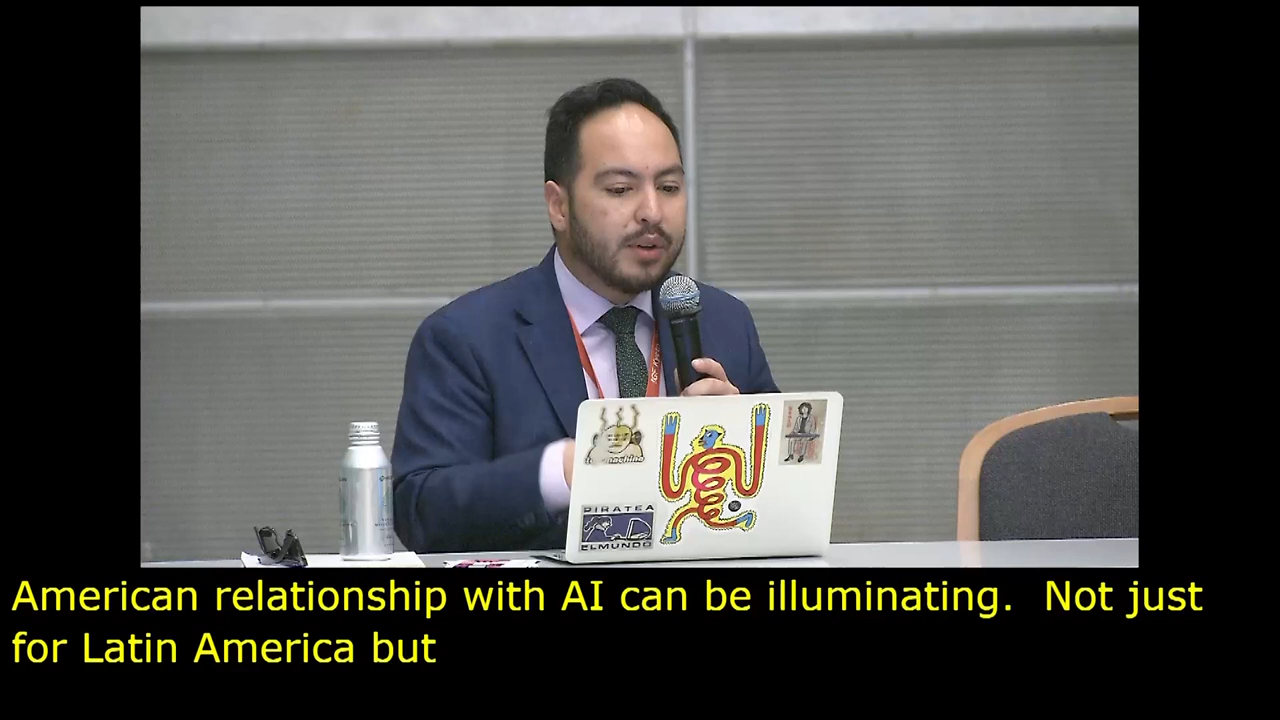 PIRATEA
ELMUNDO
American relationship with AI can be illuminating.  Not just
for Latin America but